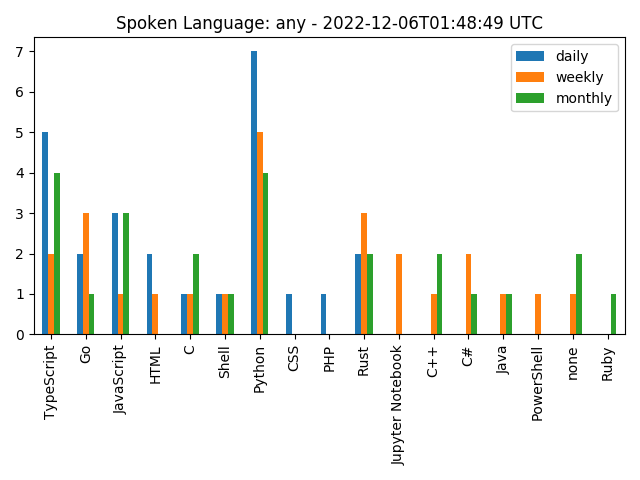 Spoken Language: any - 2022-12-06T01:48:49 UTC
daily
weekly
monthly
7
6
5
4
3
2
1
0
TypeScript
Go
JavaScript
HTML
C
Shell
Python
CSS
PHP
Rust
Jupyter Notebook
C++
C#
Java
PowerShell
none
Ruby